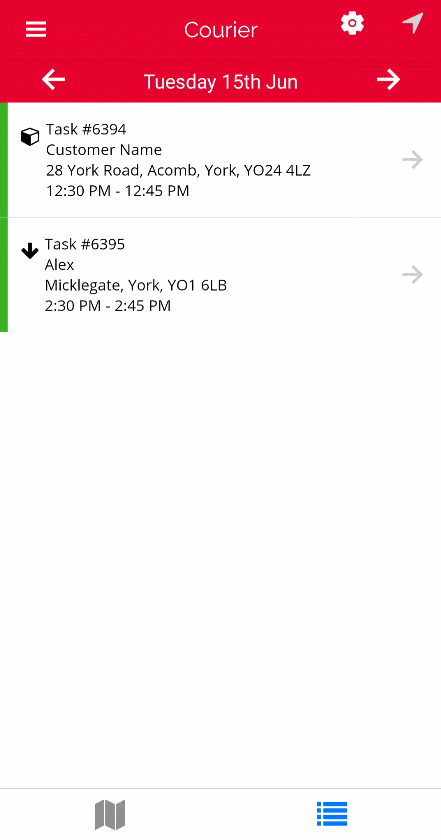 Courier
Tuesday 15th Jun
Task #6394
Customer Name
28 York Road, Acomb, York, YO24 4LZ
12:30 PM - 12:45 PM
Task #6395
Alex
Micklegate, York, YO1 6LB
2:30 PM - 2:45 PM